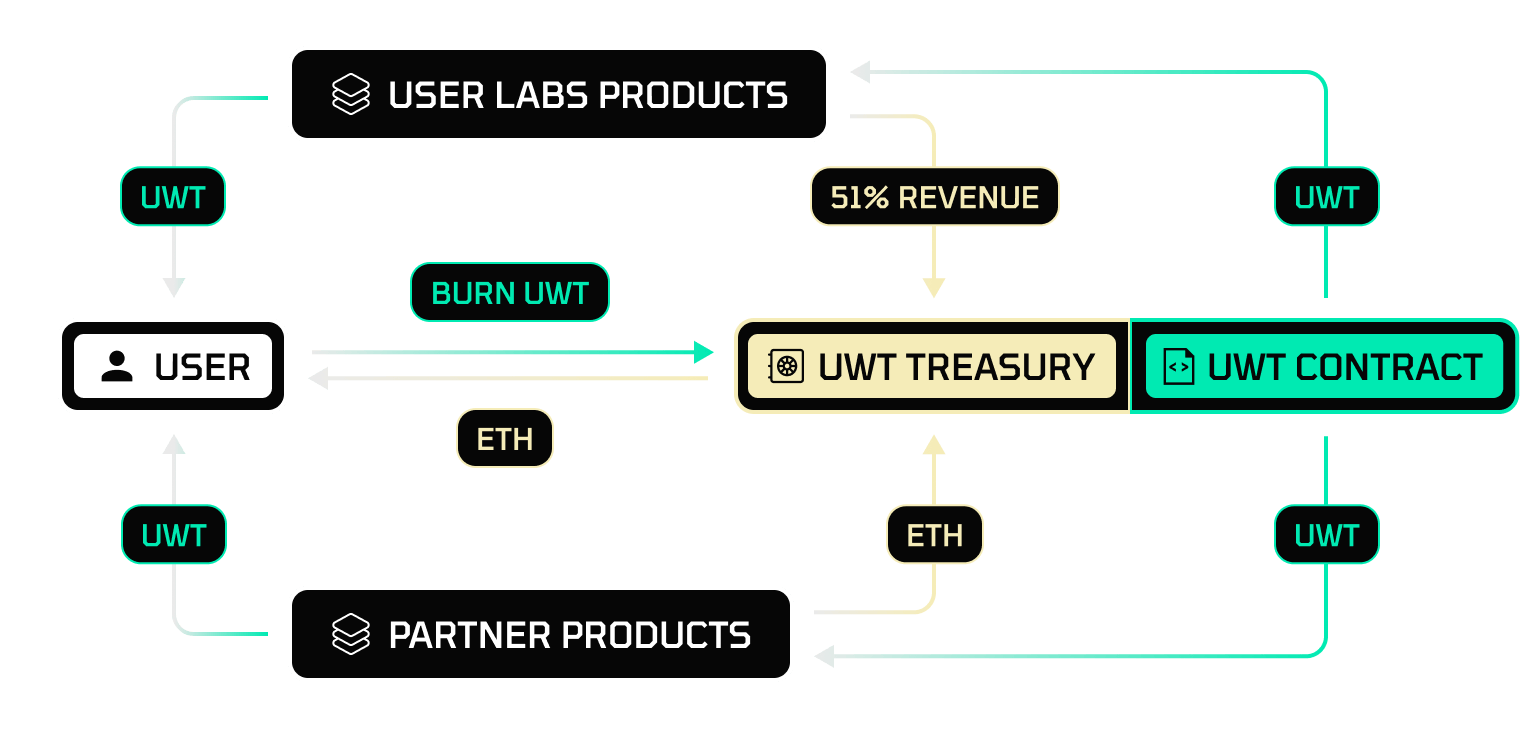 USER LABS PRODUCTS
UWT
51% REVENUE
UWT
BURN UWT
USER
UWT TREASURY
UWT CONTRACT
ETH
UWT
ETH
UWT
PARTNER PRODUCTS